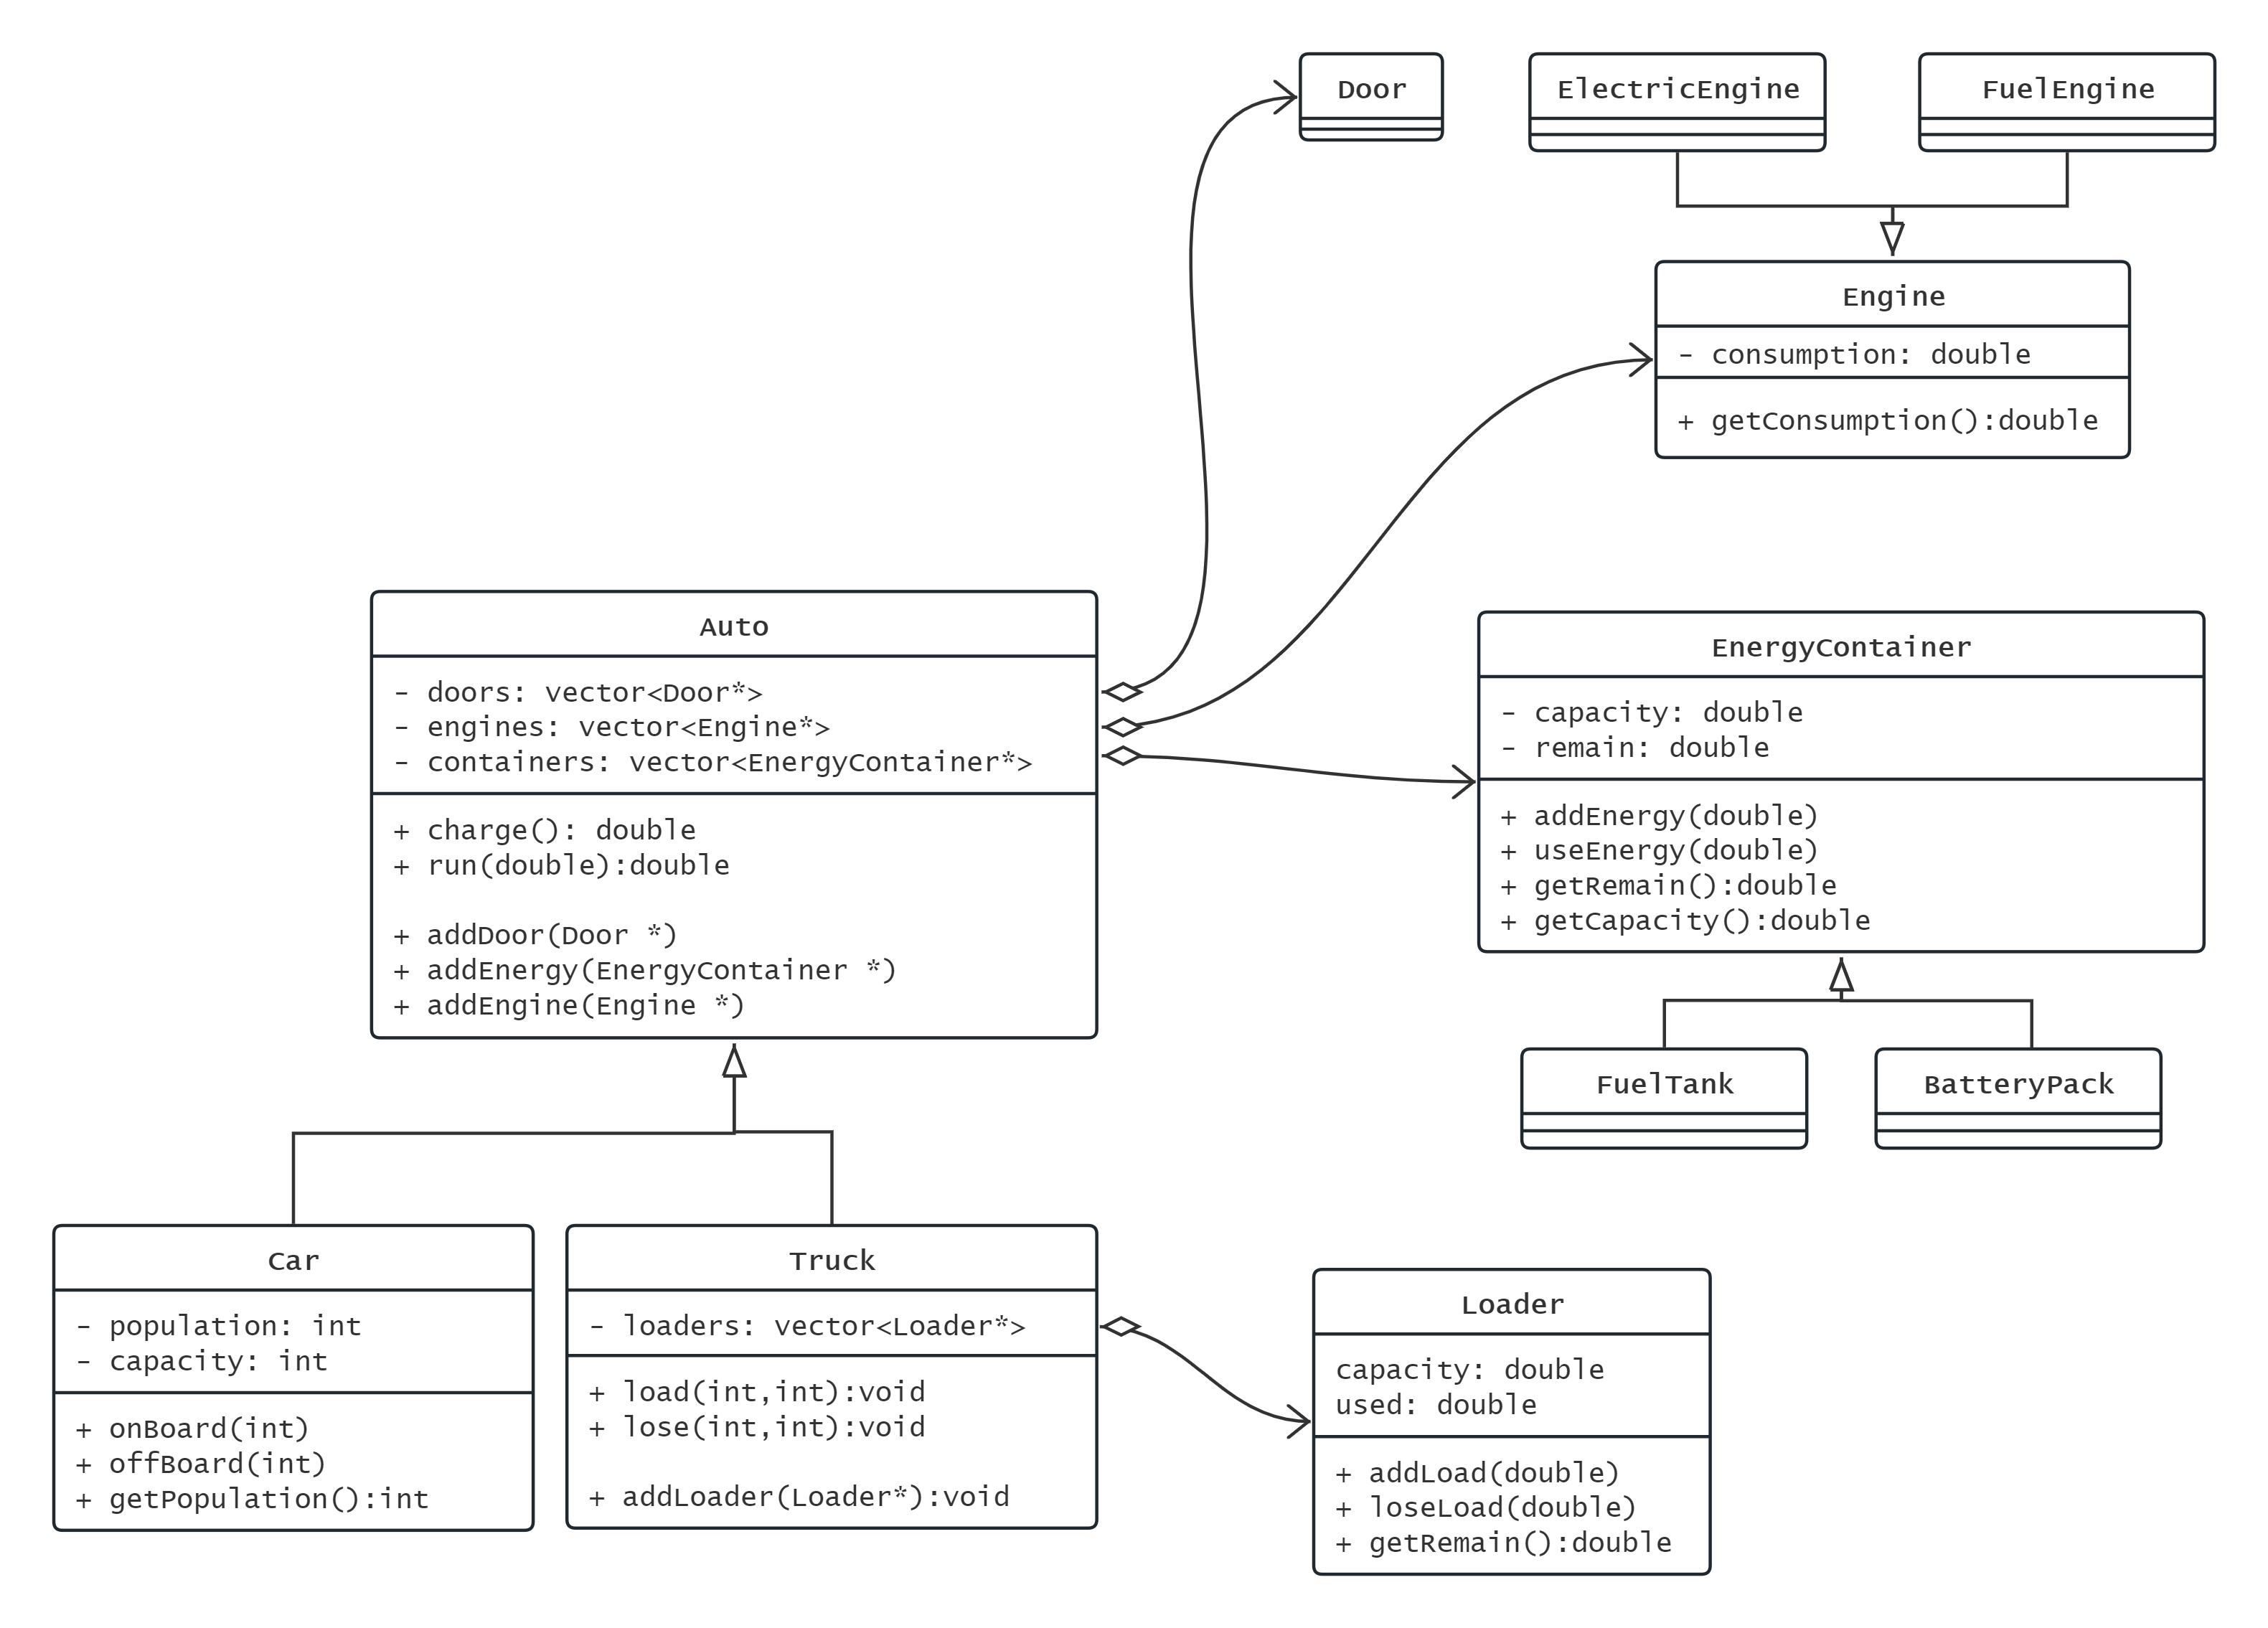 Door
ElectricEngine
FuelEngine
Engine
- consumption: double
+ getConsumption():double
Auto
- doors: vector<Door*>
- engines: vector<Engine*>
- containers: vector<EnergyContainer*>
+ charge(): double
+ run(double):double
+ addDoor(Door *)
+ addEnergy(EnergyContainer *)
+ addEngine(Engine *)
EnergyContainer
- capacity: double
- remain: double
+ addEnergy(double)
+ useEnergy(double)
+ getRemain():double
+ getCapacity():double
FuelTank
BatteryPack
Car
- population: int
- capacity: int
+ onBoard(int)
+ offBoard(int)
+ getPopulation():int
Truck
- loaders: vector<Loader*>
+ load(int,int):void
+ lose(int,int):void
+ addLoader(Loader*):void
Loader
capacity: double
used: double
+ addLoad(double)
+ loseLoad(double)
+ getRemain():double